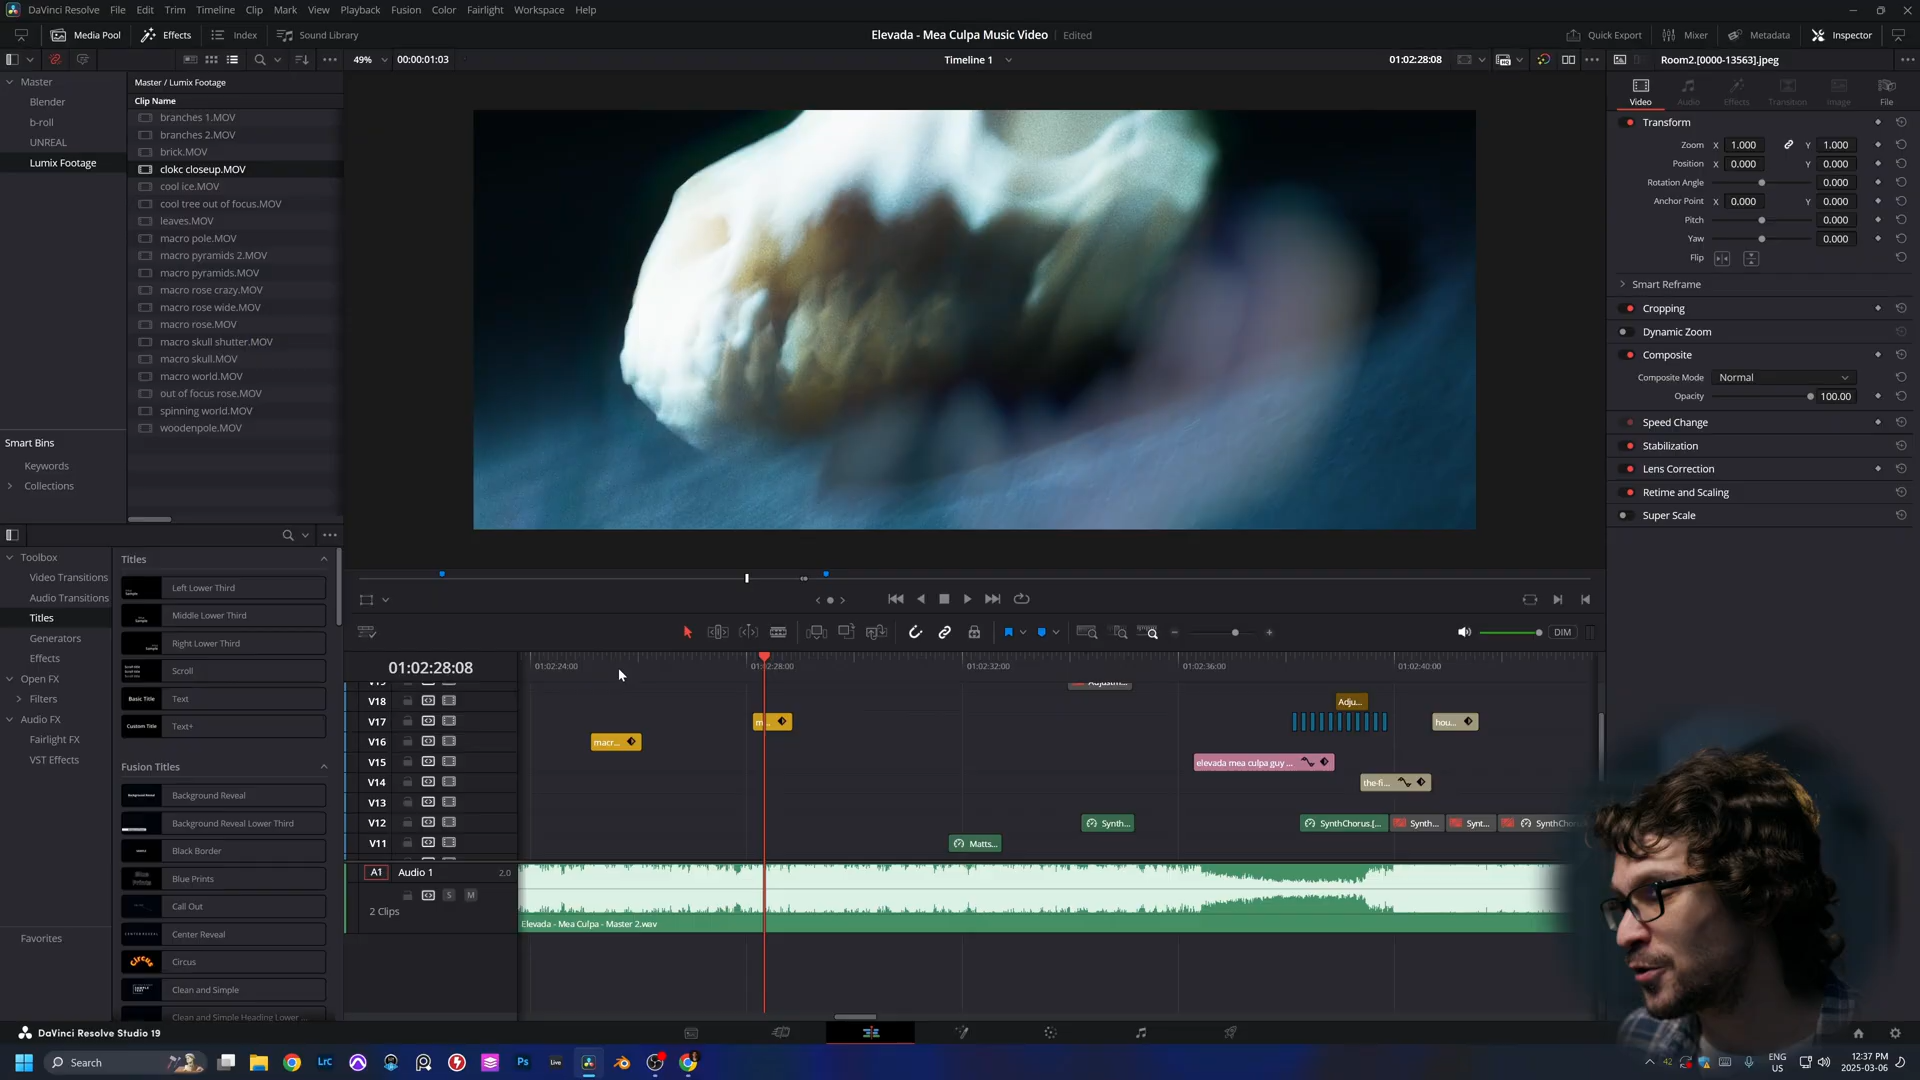 DaVinci Resolve File Edit Trim Timeline Clip Mark View Playback Fusion Color Fairlight Workspace Help
Media Pool Effects Index Sound Library
Elevada - Mea Culpa Music Video Edited
Quick Export Mixer Metadata Inspector
49% 00:00:01:03
Timeline 1
01:02:28:08
Room2.[0000-13563].jpeg
Master
Blender
b-roll
UNREAL
Lumix Footage
Master / Lumix Footage
Clip Name
branches 1.MOV
branches 2.MOV
brick.MOV
clokc closeup.MOV
cool ice.MOV
cool tree out of focus.MOV
leaves.MOV
macro pole.MOV
macro pyramids 2.MOV
macro pyramids.MOV
macro rose crazy.MOV
macro rose wide.MOV
macro rose.MOV
macro skull shutter.MOV
macro skull.MOV
macro world.MOV
out of focus rose.MOV
spinning world.MOV
woodenpole.MOV
Smart Bins
Keywords
Collections
Video Audio Effects Transition Image File
Transform
Zoom X 1.000 Y 1.000
Position X 0.000 Y 0.000
Rotation Angle 0.000
Anchor Point X 0.000 Y 0.000
Pitch 0.000
Yaw 0.000
Flip
Smart Reframe
Cropping
Dynamic Zoom
Composite
Composite Mode Normal
Opacity 100.00
Speed Change
Stabilization
Lens Correction
Retime and Scaling
Super Scale
Toolbox
Video Transitions
Audio Transitions
Titles
Generators
Effects
Open FX
Filters
Audio FX
Fairlight FX
VST Effects
Favorites
Titles
Left Lower Third
Middle Lower Third
Right Lower Third
Scroll
Basic Title Text
Custom Title Text+
Fusion Titles
Background Reveal
Background Reveal Lower Third
Black Border
Blue Prints
Call Out
Center Reveal
Circus Circus
Clean and Simple
Clean and Simple Heading Lower ...
DIM
01:02:28:08
01:02:24:00 01:02:28:00 01:02:32:00 01:02:36:00 01:02:40:00
V18 Adju...
V17 m... hou...
V16 macr...
V15 elevada mea culpa guy ...
V14 the-fi...
V13
V12 Synth... SynthChorus.[... Synth... Synt... SynthChor
V11 Matts...
A1 Audio 1 2.0
S M
2 Clips
Elevada - Mea Culpa - Master 2.wav
DaVinci Resolve Studio 19
Search
LrC
Ps
Live
42
ENG
US
12:37 PM
2025-03-06